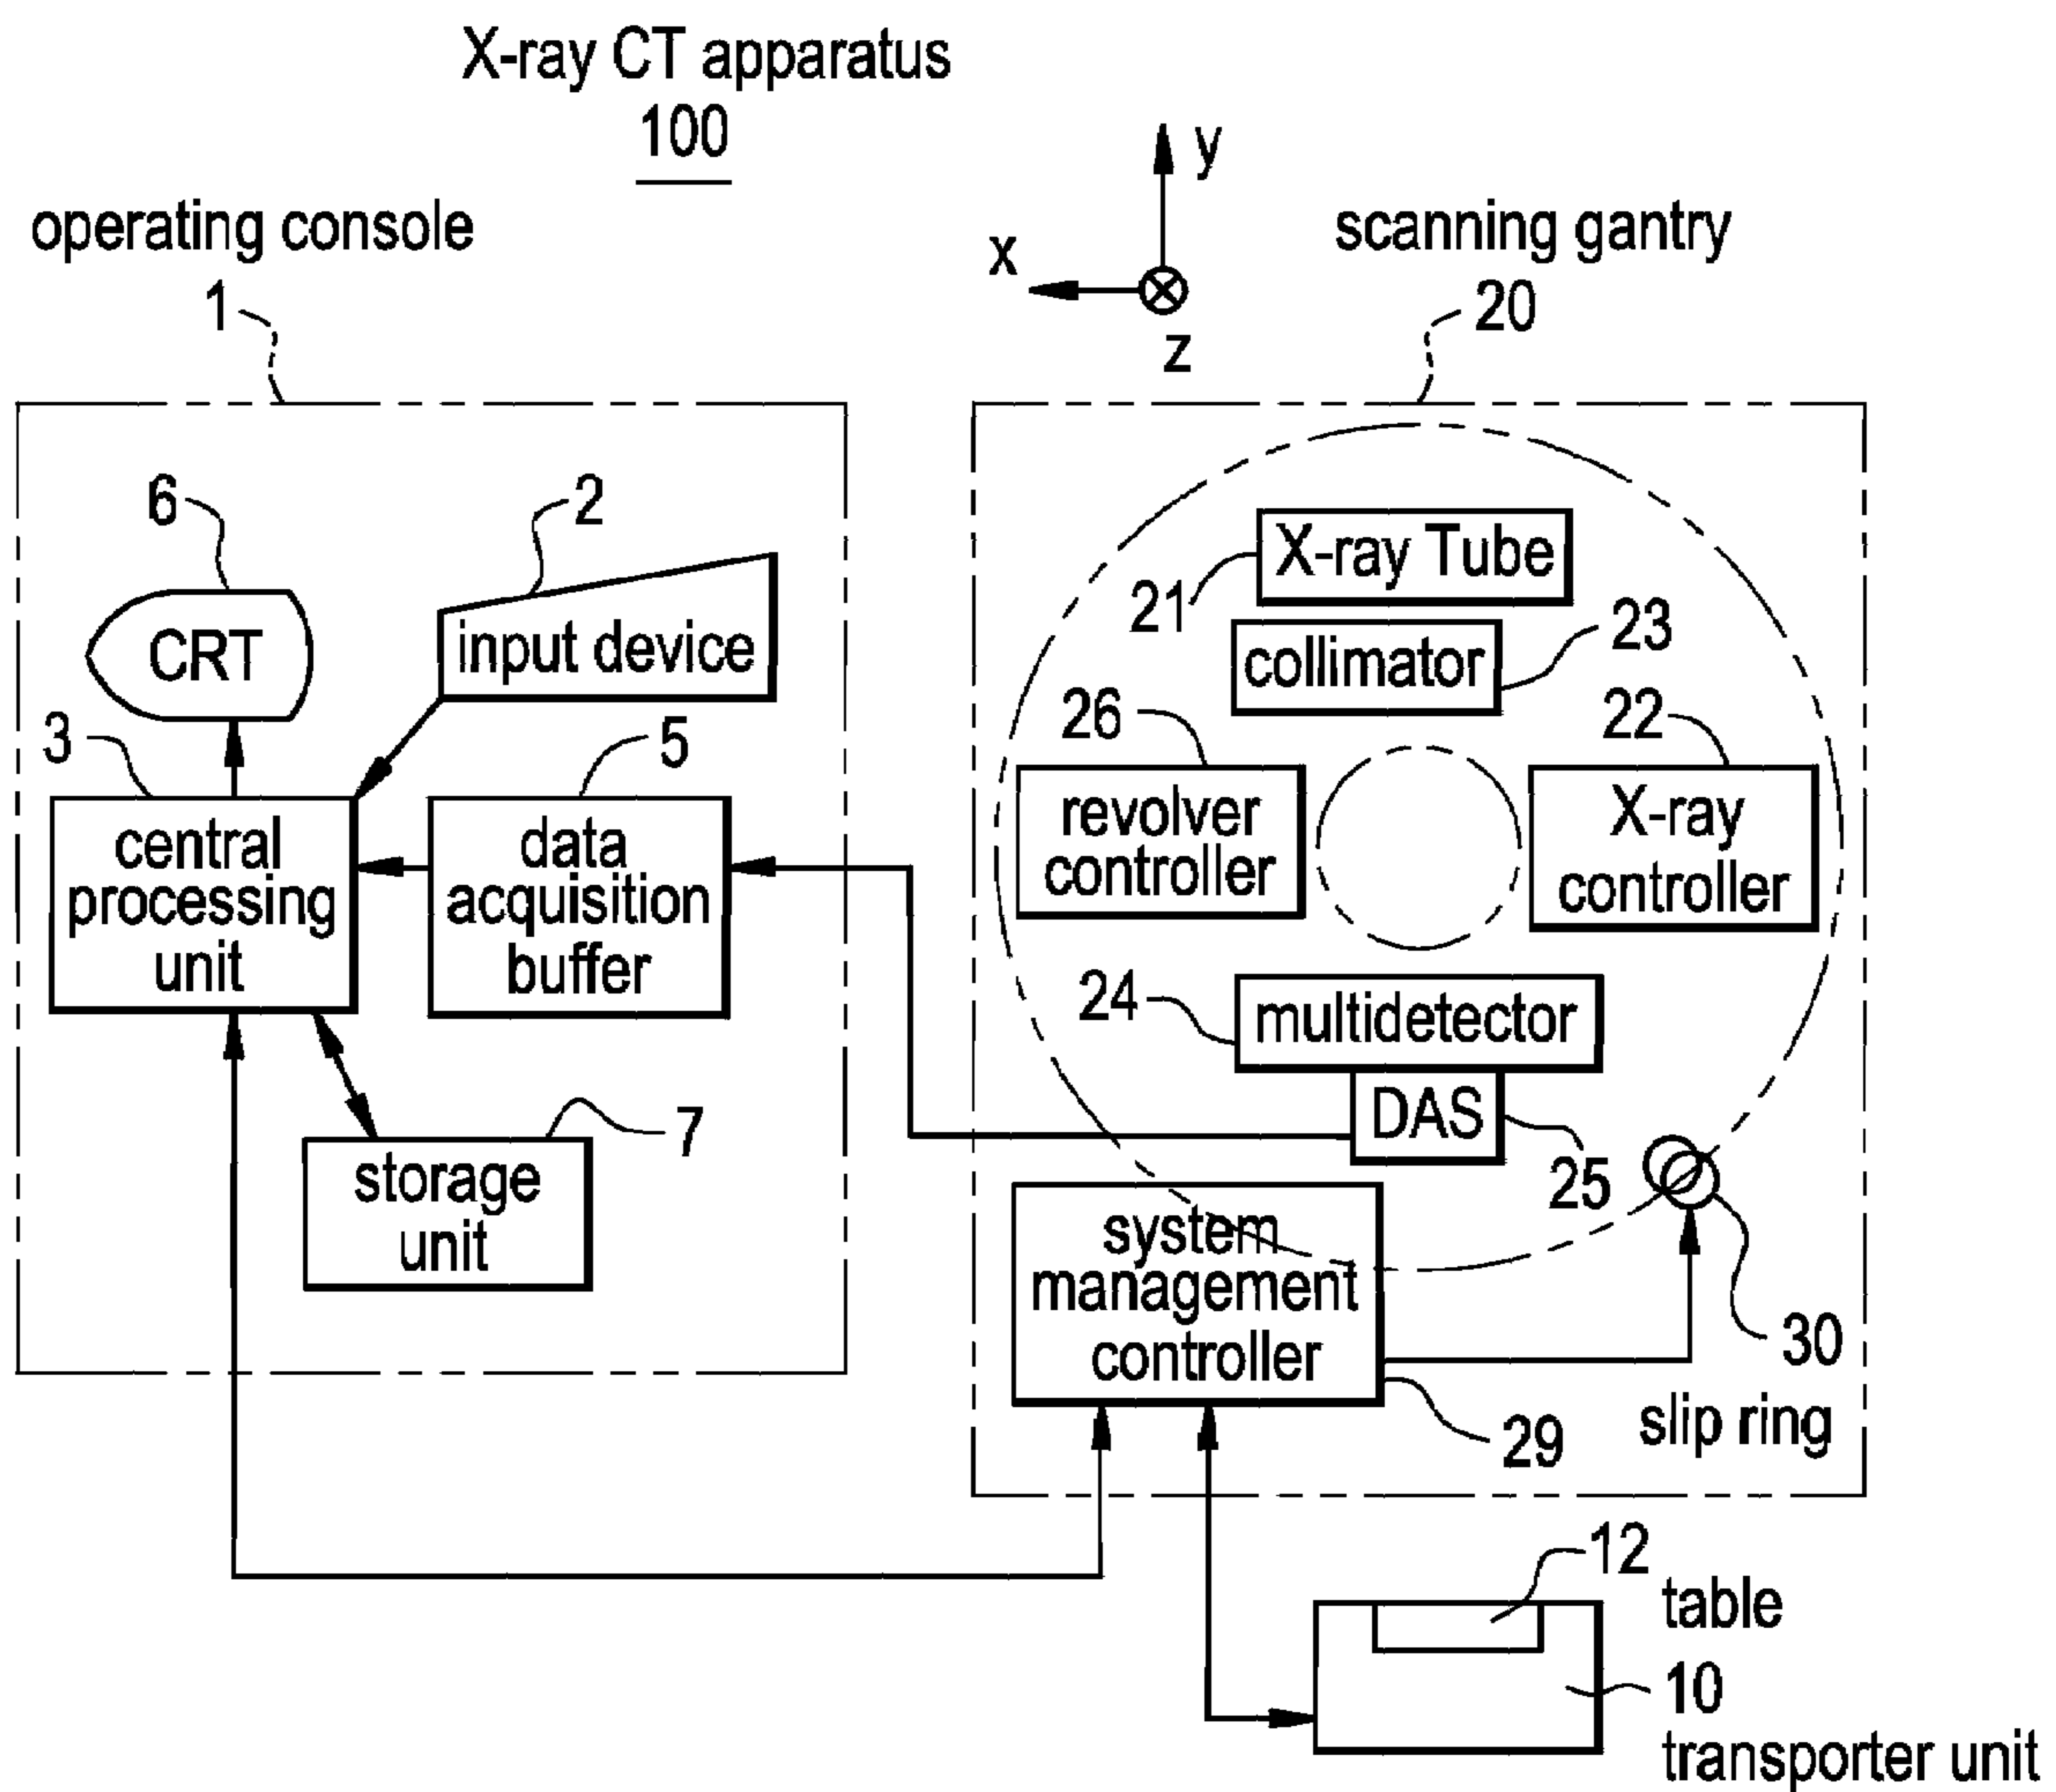 X-ray CT apparatus
100
y
x
z
operating console
1
scanning gantry
20
6
2
CRT
input device
3
5
central
processing
unit
data
acquisition
buffer
7
storage
unit
X-ray Tube
21
collimator
23
26
22
revolver
controller
X-ray
controller
24
multidetector
DAS
25
system
management
controller
30
slip ring
29
12
table
10
transporter unit